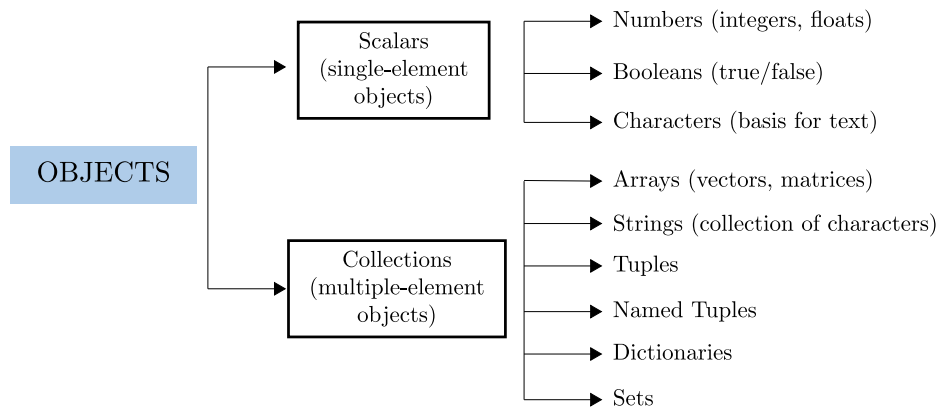 OBJECTS
Scalars
(single-element
objects)
Numbers (integers, floats)
Booleans (true/false)
Characters (basis for text)
Collections
(multiple-element
objects)
Arrays (vectors, matrices)
Strings (collection of characters)
Tuples
Named Tuples
Dictionaries
Sets